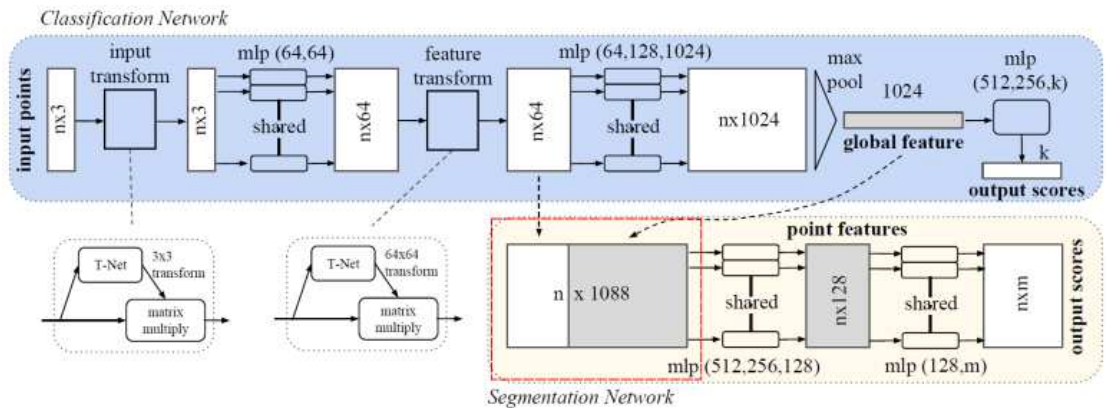 Classification Network
input points
nx3
input
transform
nx3
mlp (64,64)
shared
nx64
feature
transform
nx64
mlp (64,128,1024)
shared
nx1024
max
pool
1024
global feature
mlp
(512,256,k)
k
output scores
T-Net
3x3
transform
matrix
multiply
T-Net
64x64
transform
matrix
multiply
n x 1088
point features
shared
mlp (512,256,128)
nx128
shared
mlp (128,m)
nxm
output scores
Segmentation Network